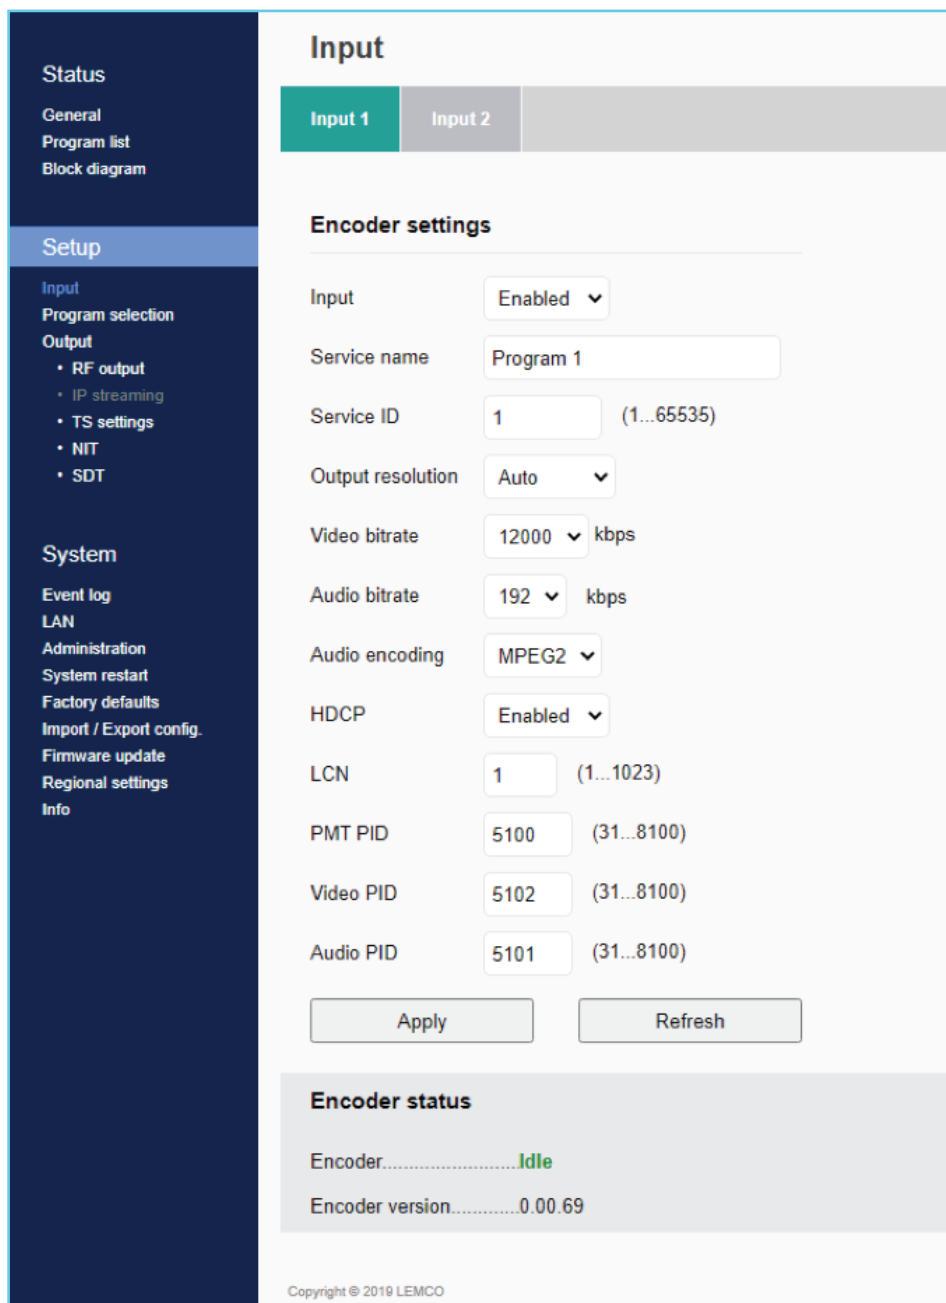 Status
General
Program list
Block diagram
Setup
Input
Program selection
Output
• RF output
• IP streaming
• TS settings
• NIT
• SDT
System
Event log
LAN
Administration
System restart
Factory defaults
Import / Export config.
Firmware update
Regional settings
Info
Input
Input 1 Input 2
Encoder settings
Input Enabled
Service name Program 1
Service ID 1 (1...65535)
Output resolution Auto
Video bitrate 12000 kbps
Audio bitrate 192 kbps
Audio encoding MPEG2
HDCP Enabled
LCN 1 (1...1023)
PMT PID 5100 (31...8100)
Video PID 5102 (31...8100)
Audio PID 5101 (31...8100)
Apply Refresh
Encoder status
Encoder..........................Idle
Encoder version.............0.00.69
Copyright © 2019 LEMCO